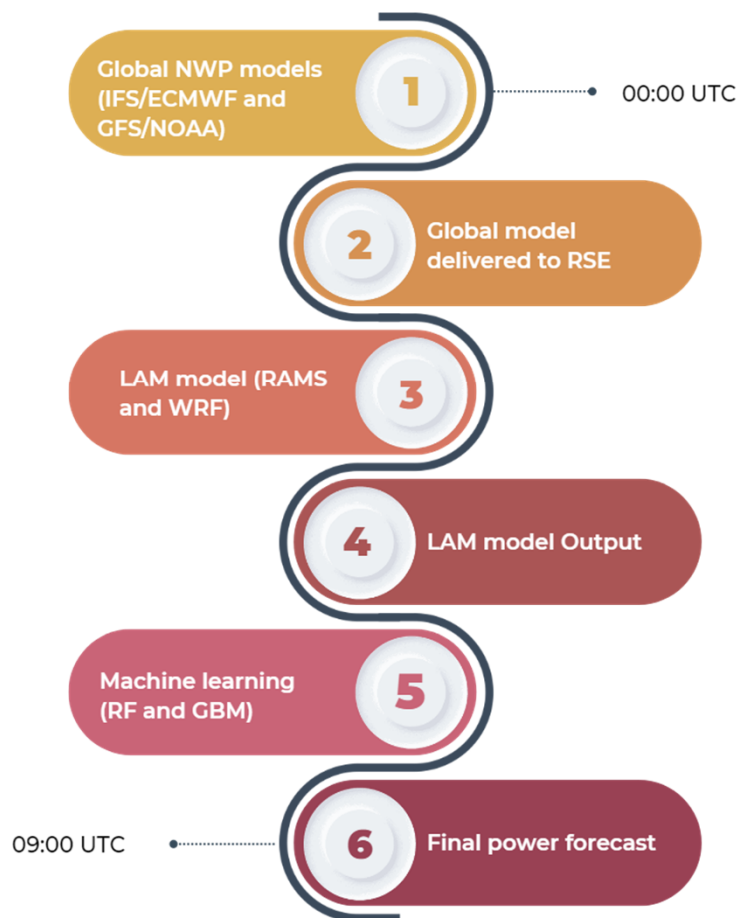 Global NWP models
(IFS/ECMWF and
GFS/NOAA)
1
00:00 UTC
2
Global model
delivered to RSE
LAM model (RAMS
and WRF)
3
4
LAM model Output
Machine learning
(RF and GBM)
5
09:00 UTC
6
Final power forecast